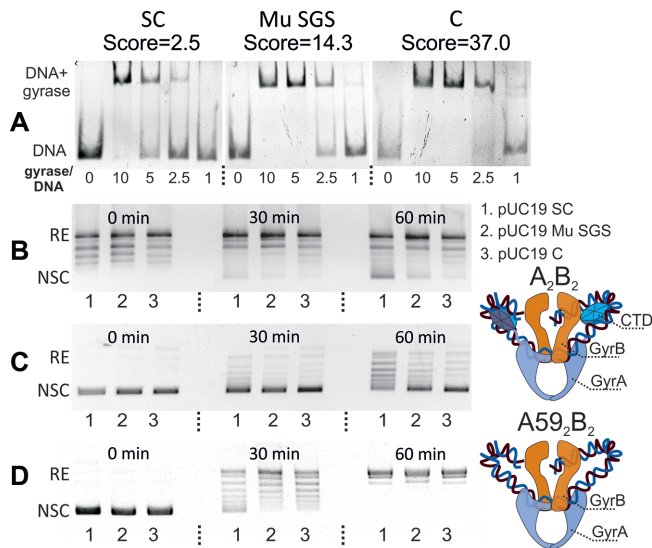 SC Mu SGS C
Score=2.5 Score=14.3 Score=37.0
DNA+
gyrase
A
DNA
gyrase/
DNA
0 10 5 2.5 1 0 10 5 2.5 1 0 10 5 2.5 1
B
RE
NSC
0 min 30 min 60 min
1 2 3 1 2 3 1 2 3
1. pUC19 SC
2. pUC19 Mu SGS
3. pUC19 C
A2B2
CTD
GyrB
GyrA
C
RE
NSC
0 min 30 min 60 min
1 2 3 1 2 3 1 2 3
A592B2
GyrB
GyrA
D
RE
NSC
0 min 30 min 60 min
1 2 3 1 2 3 1 2 3